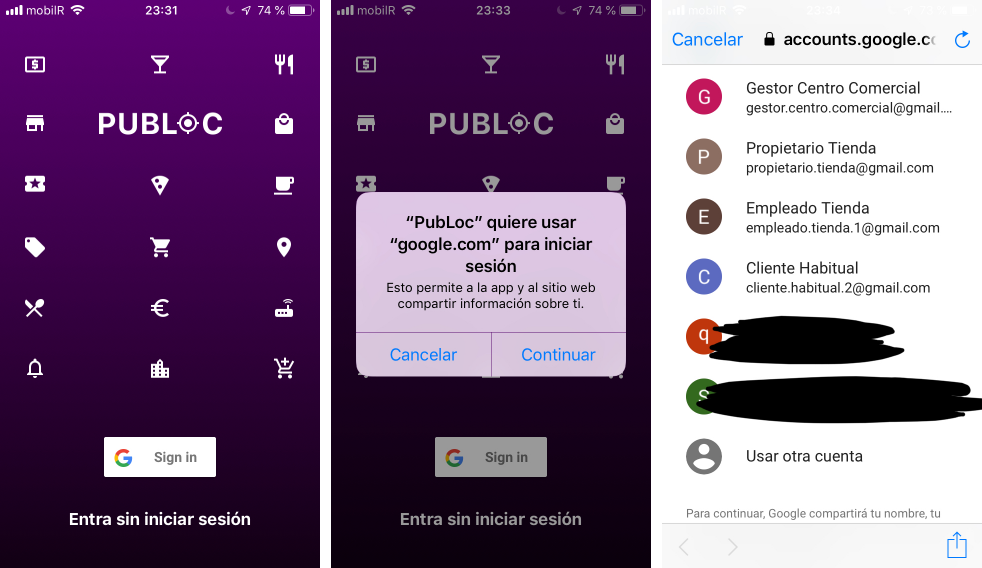 mobilR 23:31 74 %
PUBLOC
Sign in
Entra sin iniciar sesión
mobilR 23:33 74 %
PUBLOC
“PubLoc” quiere usar
“google.com” para iniciar
sesión
Esto permite a la app y al sitio web
compartir información sobre ti.
Cancelar Continuar
Sign in
Entra sin iniciar sesión
mobilR 23:34
Cancelar accounts.google.co
G Gestor Centro Comercial
gestor.centro.comercial@gmail....
P Propietario Tienda
propietario.tienda@gmail.com
E Empleado Tienda
empleado.tienda.1@gmail.com
C Cliente Habitual
cliente.habitual.2@gmail.com
q
S
Usar otra cuenta
Para continuar, Google compartirá tu nombre, tu